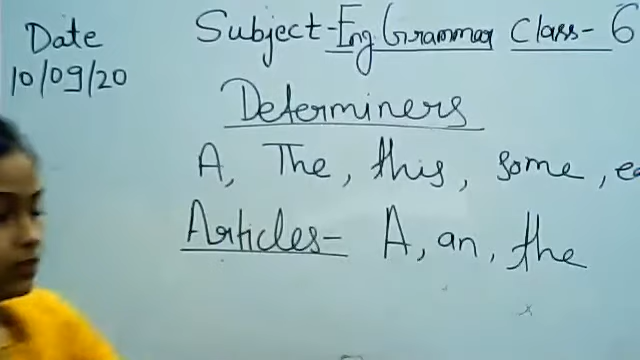 Date
10/09/20
Subject-Eng Grammar Class- 6
Determiners
A, The, this, some,
Articles- A, an, the